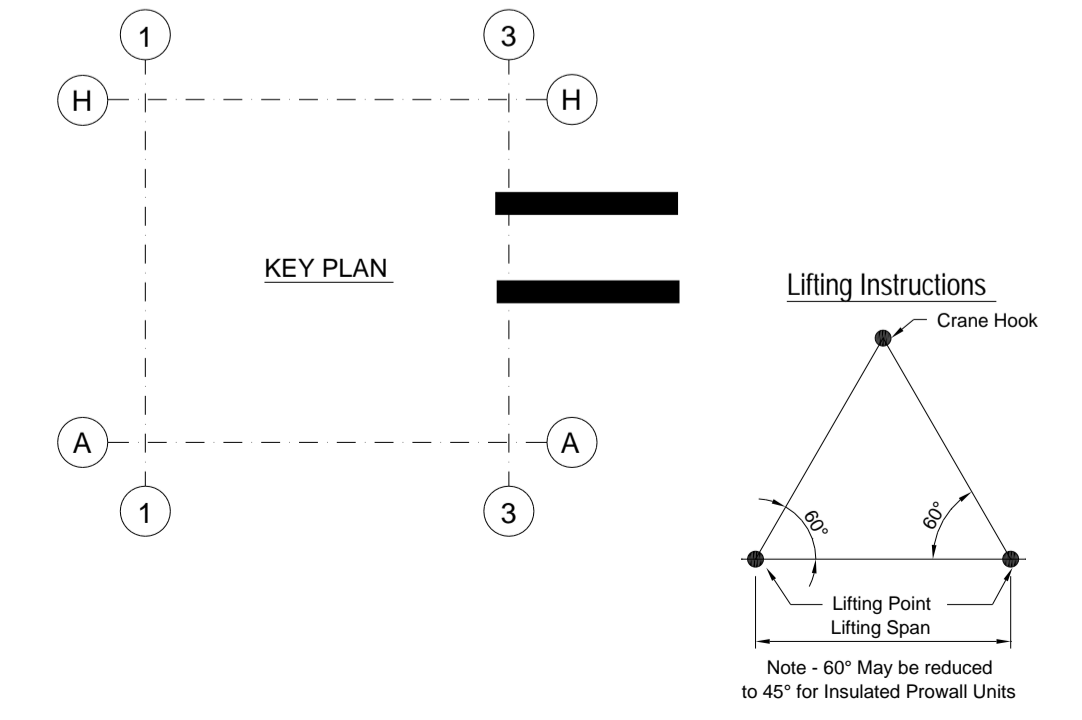 1
3
H
H
KEY PLAN
A
A
1
3
Lifting Instructions
Crane Hook
60°
60°
Lifting Point
Lifting Span
Note - 60° May be reduced
to 45° for Insulated Prowall Units